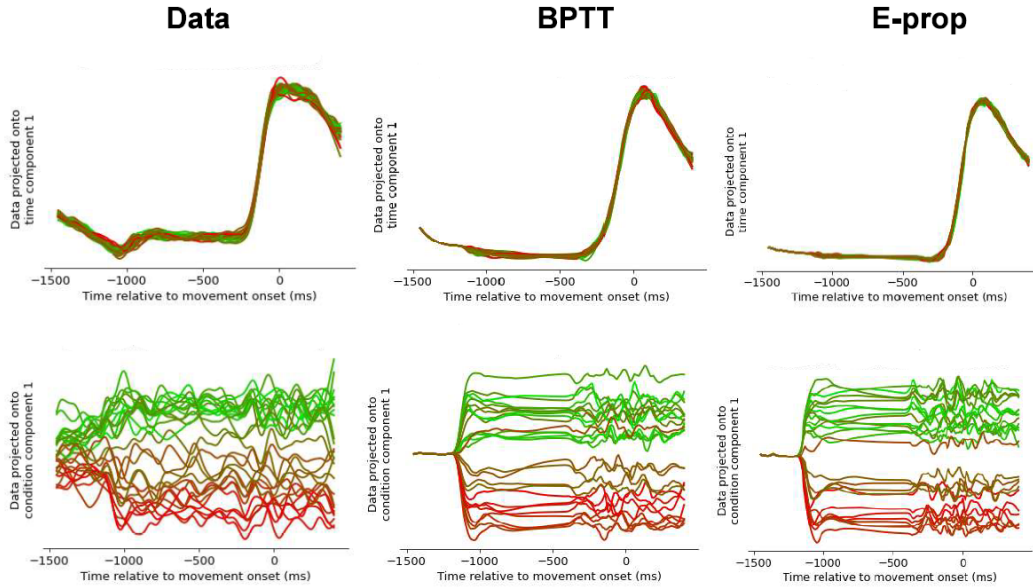 Data
BPTT
E-prop
Data projected onto
time component 1
−1500 −1000 −500 0
Time relative to movement onset (ms)
Data projected onto
time component 1
−1500 −1000 −500 0
Time relative to movement onset (ms)
Data projected onto
time component 1
−1500 −1000 −500 0
Time relative to movement onset (ms)
Data projected onto
condition component 1
−1500 −1000 −500 0
Time relative to movement onset (ms)
Data projected onto
condition component 1
−1500 −1000 −500 0
Time relative to movement onset (ms)
Data projected onto
condition component 1
−1500 −1000 −500 0
Time relative to movement onset (ms)